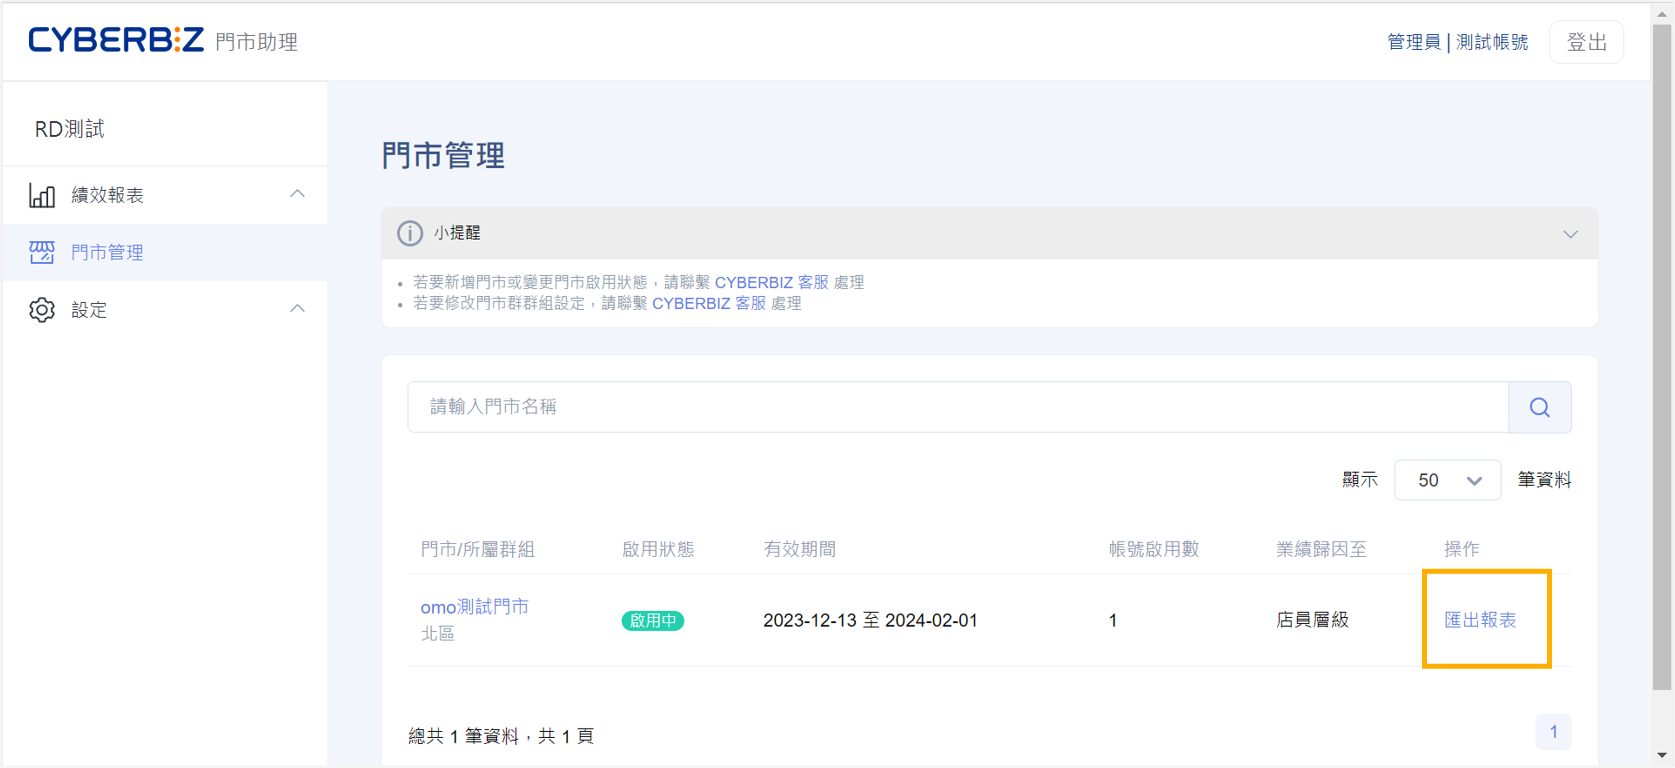 CYBERBIZ 門市助理
管理員 | 測試帳號
登出
RD測試
績效報表
門市管理
設定
門市管理
小提醒
若要新增門市或變更門市啟用狀態，請聯繫 CYBERBIZ 客服 處理
若要修改門市群群組設定，請聯繫 CYBERBIZ 客服 處理
請輸入門市名稱
顯示 50 筆資料
門市/所屬群組 啟用狀態 有效期間 帳號啟用數 業績歸因至 操作
omo測試門市
北區
啟用中 2023-12-13 至 2024-02-01 1 店員層級 匯出報表
總共 1 筆資料，共 1 頁
1